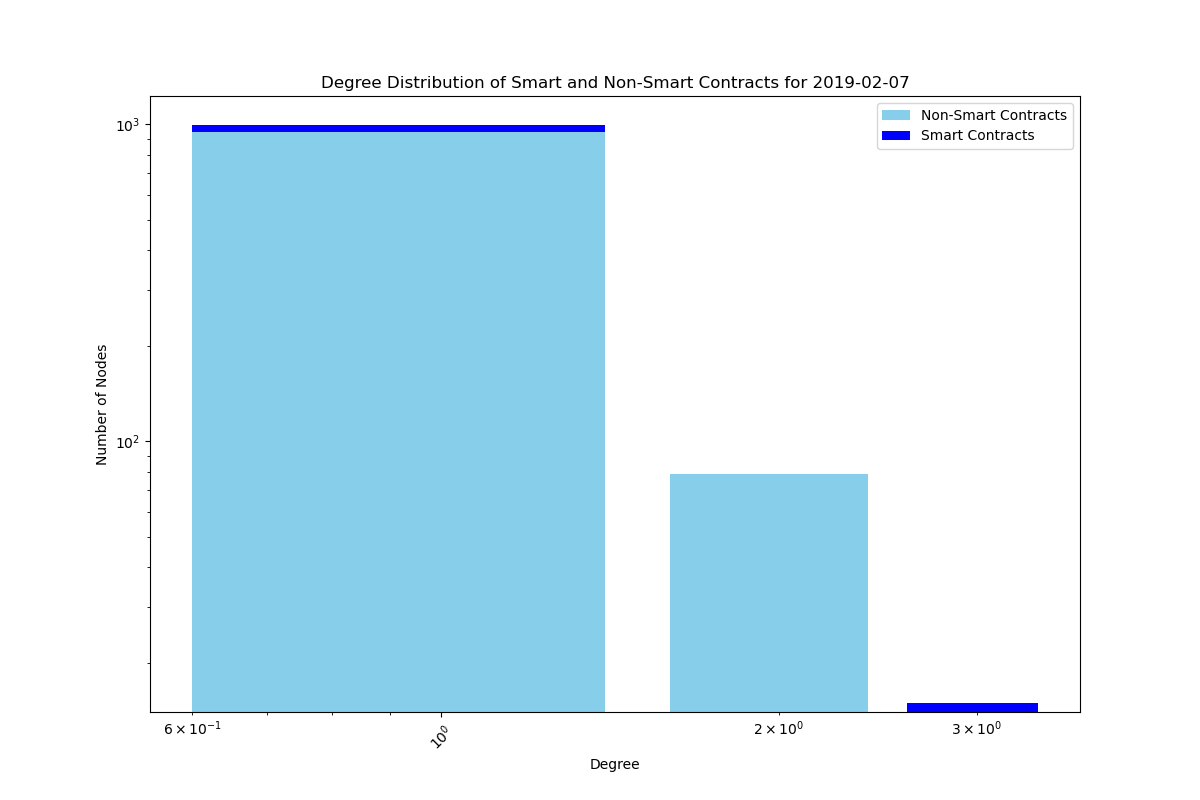 Degree Distribution of Smart and Non-Smart Contracts for 2019-02-07
Non-Smart Contracts
Smart Contracts
10³
10²
Number of Nodes
6 × 10⁻¹
10⁰
2 × 10⁰
3 × 10⁰
Degree